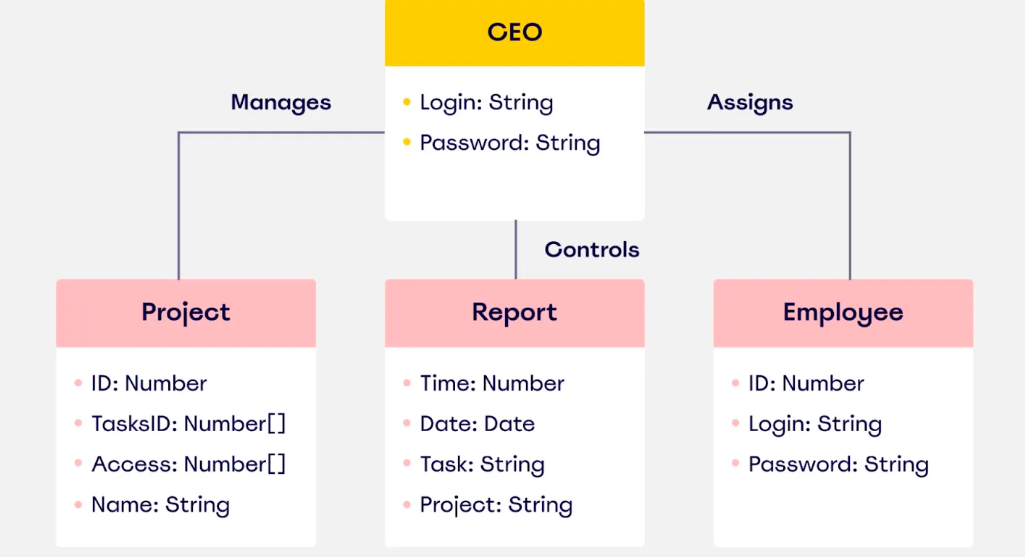 CEO
Login: String
Password: String
Manages
Assigns
Controls
Project
ID: Number
TasksID: Number[]
Access: Number[]
Name: String
Report
Time: Number
Date: Date
Task: String
Project: String
Employee
ID: Number
Login: String
Password: String